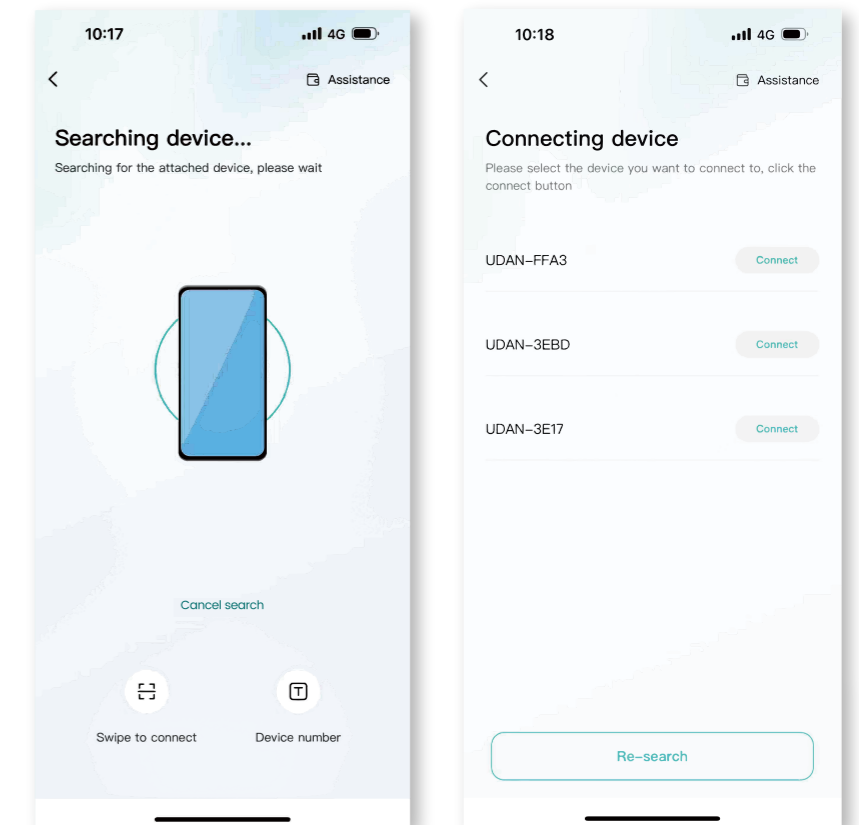 10:17
4G
Assistance
Searching device...
Searching for the attached device, please wait
Cancel search
Swipe to connect
Device number
10:18
4G
Assistance
Connecting device
Please select the device you want to connect to, click the
connect button
UDAN-FFA3
Connect
UDAN-3EBD
Connect
UDAN-3E17
Connect
Re-search